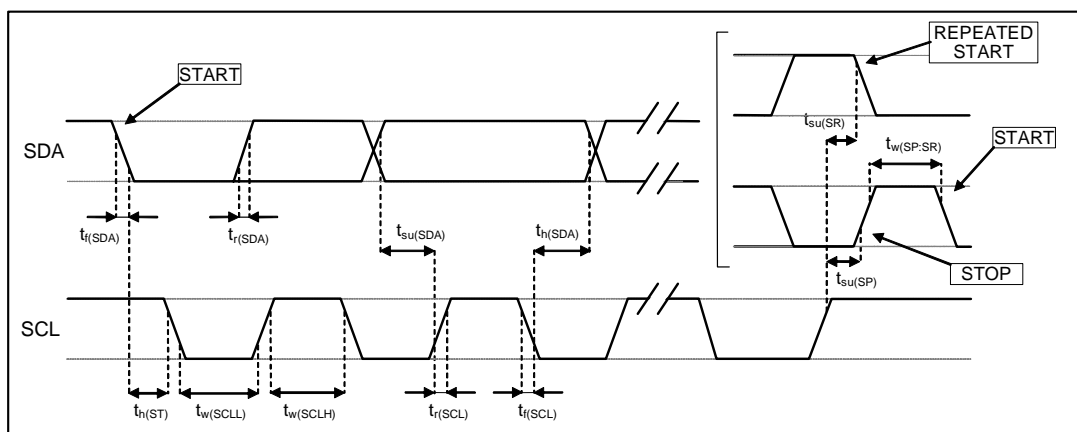 REPEATED
START
START
t_su(SR)
t_w(SP:SR)
START
SDA
t_f(SDA)
t_r(SDA)
t_su(SDA)
t_h(SDA)
t_su(SP)
STOP
SCL
t_h(ST)
t_w(SCLL)
t_w(SCLH)
t_r(SCL)
t_f(SCL)